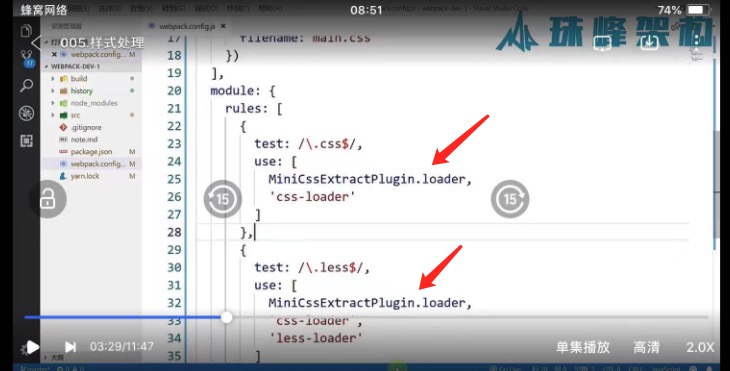 蜂窝网络
08:51
74%
webpack.config.js
005.样式处理
珠峰架构
webpack.config... M
WEBPACK-DEV-1
build
history
node_modules
src
.gitignore
note.md
package.json M
webpack.config... M
yarn.lock M
17 filename: main.css
18 })
19 ],
20 module: {
21 rules: [
22 {
23 test: /\.css$/,
24 use: [
25 MiniCssExtractPlugin.loader,
26 'css-loader'
27 ]
28 },
29 {
30 test: /\.less$/,
31 use: [
32 MiniCssExtractPlugin.loader,
33 'css-loader',
34 'less-loader'
35 ]
15
15
03:29/11:47
单集播放
高清
2.0X
大纲